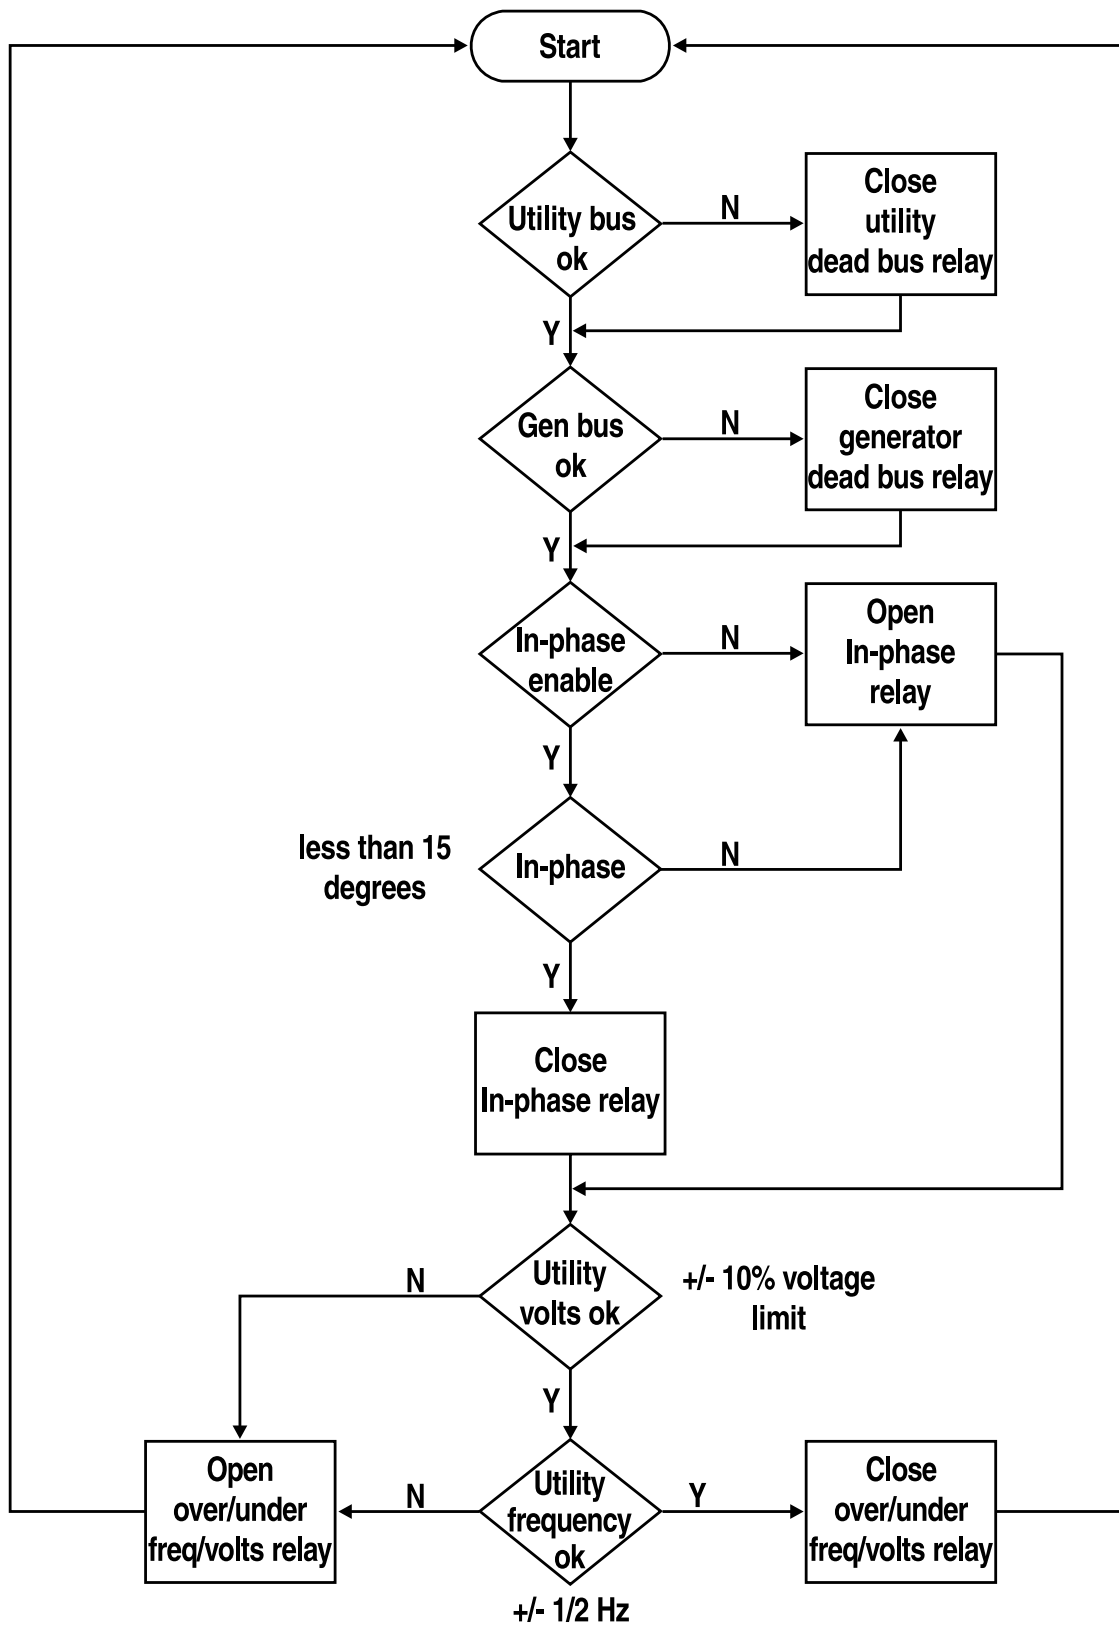 Start
Utility bus
ok
N
Close
utility
dead bus relay
Y
Gen bus
ok
N
Close
generator
dead bus relay
Y
In-phase
enable
N
Open
In-phase
relay
Y
less than 15
degrees
In-phase
N
Y
Close
In-phase relay
N
Utility
volts ok
+/- 10% voltage
limit
Y
Open
over/under
freq/volts relay
N
Utility
frequency
ok
Y
Close
over/under
freq/volts relay
+/- 1/2 Hz